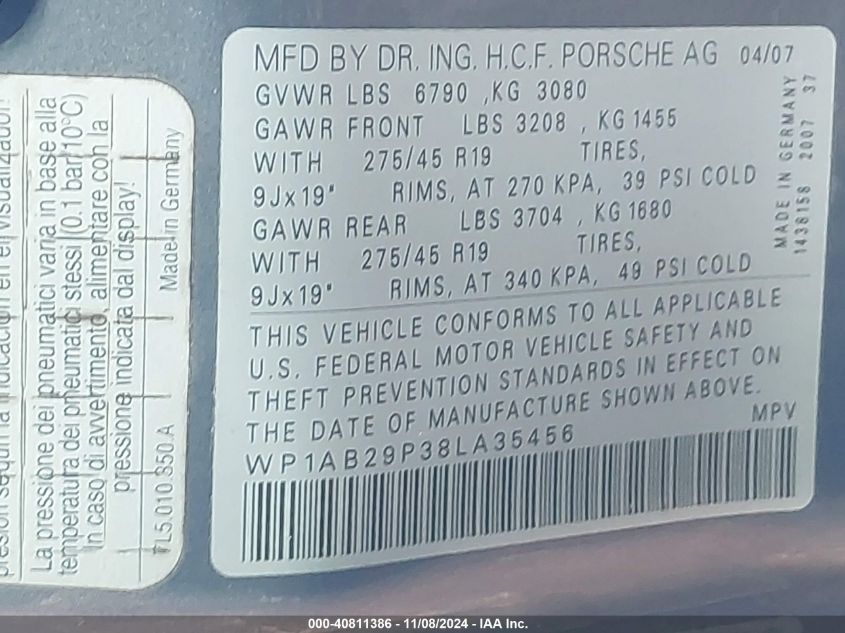 MFD BY DR. ING. H.C.F. PORSCHE AG 04/07
GVWR LBS 6790 ,KG 3080
GAWR FRONT LBS 3208 , KG 1455
WITH 275/45 R19 TIRES,
9Jx19" RIMS, AT 270 KPA, 39 PSI COLD
GAWR REAR LBS 3704 , KG 1680
WITH 275/45 R19 TIRES,
9Jx19" RIMS, AT 340 KPA, 49 PSI COLD
THIS VEHICLE CONFORMS TO ALL APPLICABLE
U.S. FEDERAL MOTOR VEHICLE SAFETY AND
THEFT PREVENTION STANDARDS IN EFFECT ON
THE DATE OF MANUFACTURE SHOWN ABOVE.
MPV
WP1AB29P38LA35456
MADE IN GERMANY
1436158 2007 37
La pressione dei pneumatici varia in base alla
temperatura dei pneumatici stessi (0.1 bar/10°C)
In caso di avvertimento, alimentare con la
pressione indicata dal display!
7L5.010.350.A Made in Germany
000-40811386 - 11/08/2024 - IAA Inc.